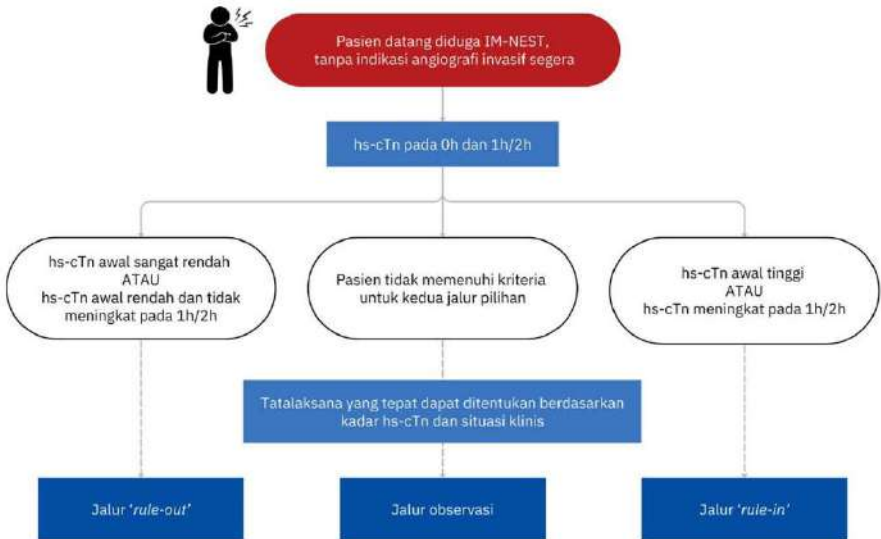 Pasien datang diduga IM-NEST,
tanpa indikasi angiografi invasif segera
hs-cTn pada 0h dan 1h/2h
hs-cTn awal sangat rendah
ATAU
hs-cTn awal rendah dan tidak
meningkat pada 1h/2h
Pasien tidak memenuhi kriteria
untuk kedua jalur pilihan
hs-cTn awal tinggi
ATAU
hs-cTn meningkat pada 1h/2h
Tatalaksana yang tepat dapat ditentukan berdasarkan
kadar hs-cTn dan situasi klinis
Jalur ‘rule-out’
Jalur observasi
Jalur ‘rule-in’